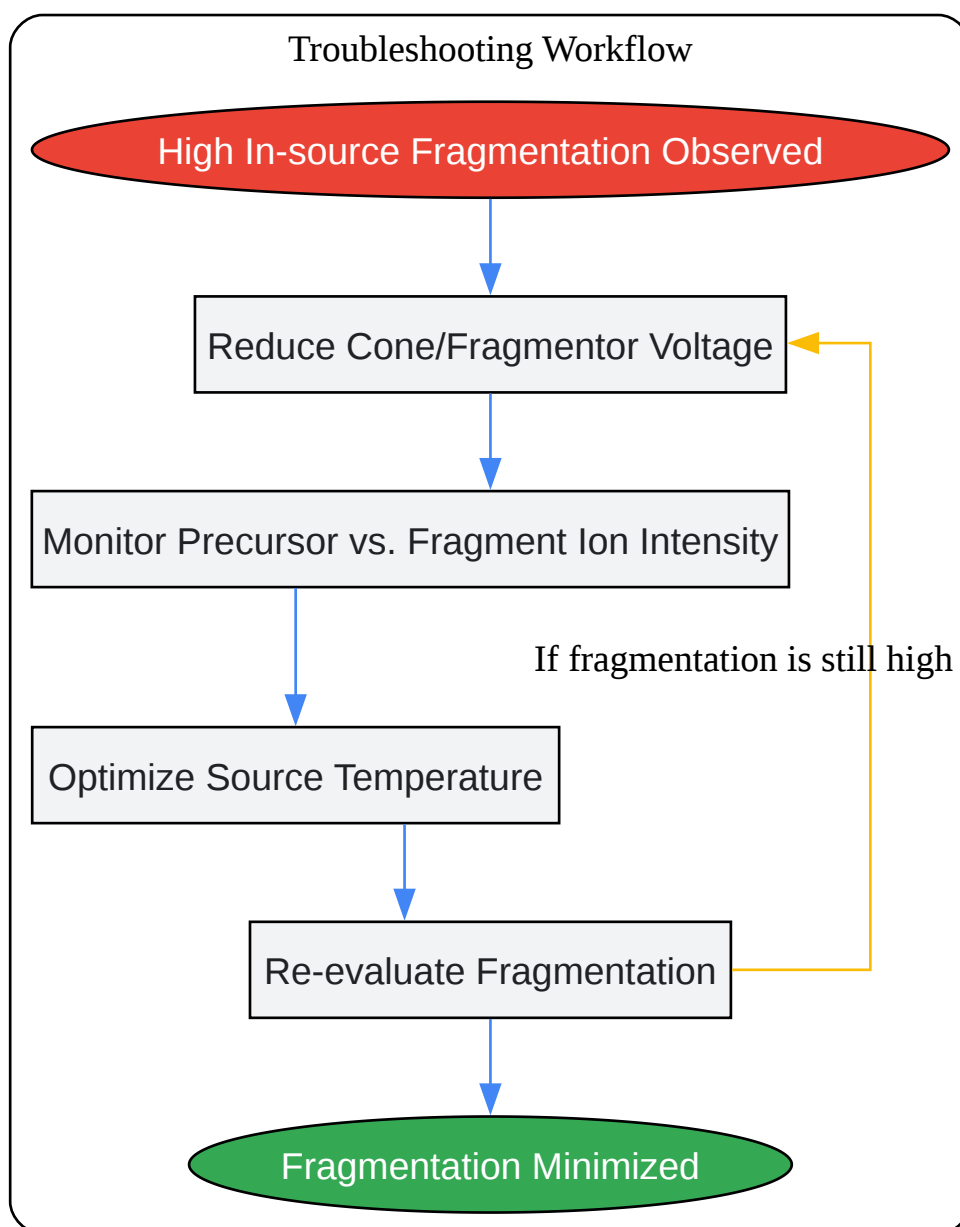 Troubleshooting Workflow
High In-source Fragmentation Observed
Reduce Cone/Fragmentor Voltage
Monitor Precursor vs. Fragment Ion Intensity
If fragmentation is still high
Optimize Source Temperature
Re-evaluate Fragmentation
Fragmentation Minimized